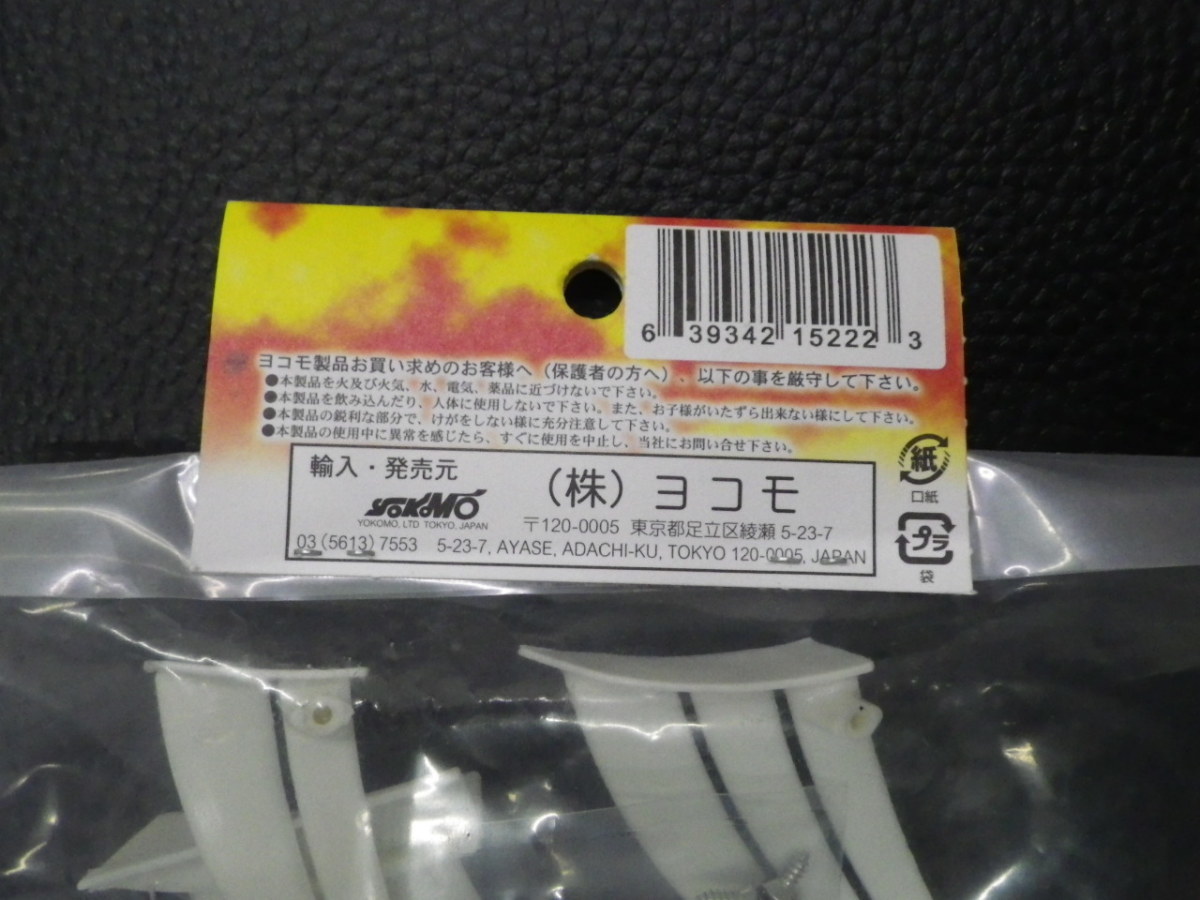 6 39342 15222 3
ヨコモ製品お買い求めのお客様へ(保護者の方へ)、以下の事を厳守して下さい。
●本製品を火及び火気、水、電気、薬品に近づけないで下さい。
●本製品を飲み込んだり、人体に使用しないで下さい。また、お子様がいたずら出来ない様にして下さい。
●本製品の鋭利な部分で、けがをしない様に充分注意して下さい。
●本製品の使用中に異常を感じたら、すぐに使用を中止し、当社にお問い合せ下さい。
輸入・発売元
YOKOMO
YOKOMO, LTD TOKYO, JAPAN
(株)ヨコモ
〒120-0005 東京都足立区綾瀬 5-23-7
03 (5613) 7553 5-23-7, AYASE, ADACHI-KU, TOKYO 120-0005, JAPAN
紙
口紙
プラ
袋